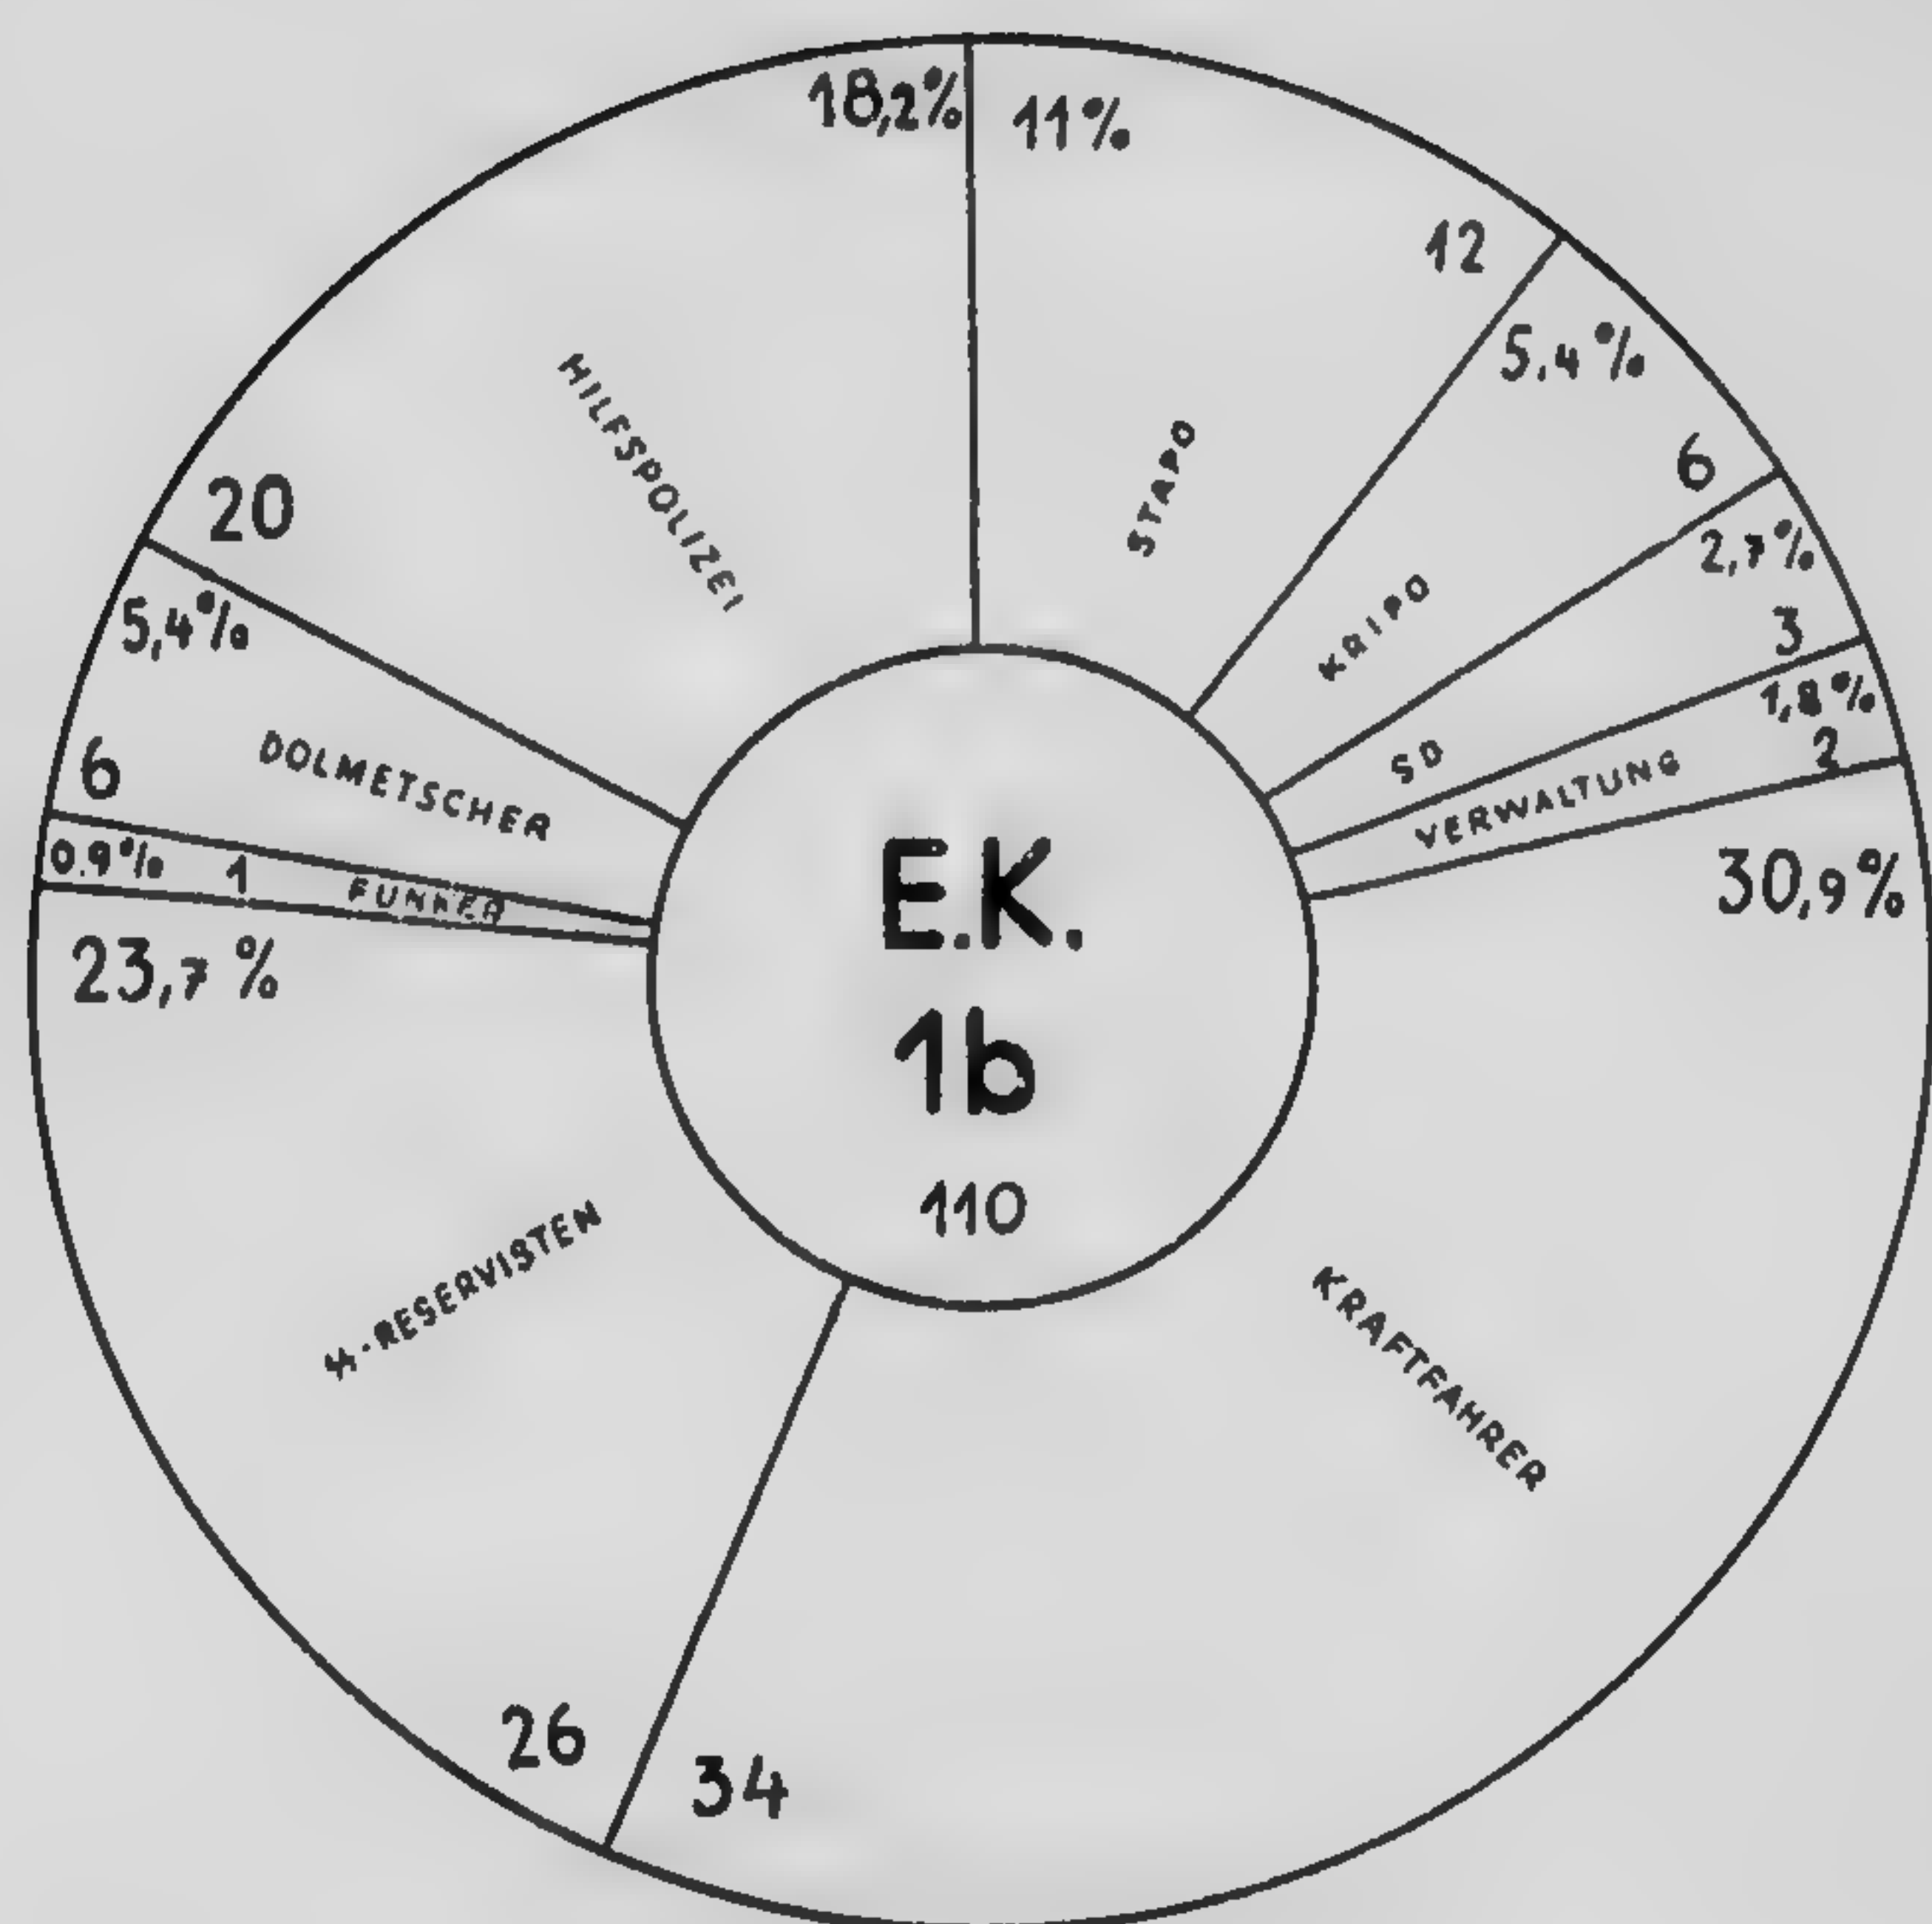 18,2%
11%
12
STAPO
5,4%
6
KRIPO
2,7%
3
SD
1,8%
2
VERWALTUNG
30,9%
KRAFTFAHRER
34
26
ᛋᛋ-RESERVISTEN
23,7 %
0.9% 1 FUNKER
6
DOLMETSCHER
5,4%
20
HILFSPOLIZEI
E.K.
1b
110